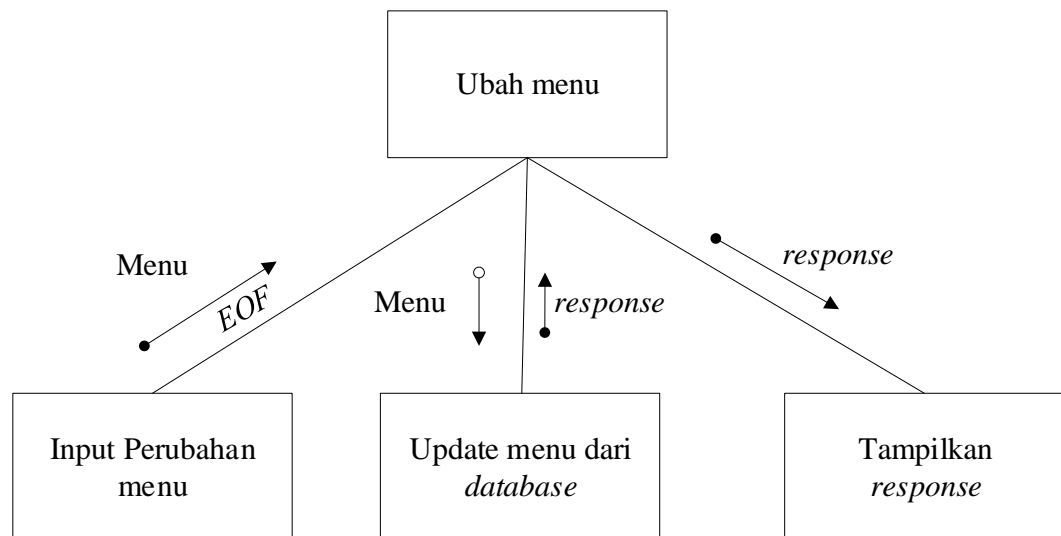 Ubah menu
Menu
EOF
Menu
response
response
Input Perubahan
menu
Update menu dari
database
Tampilkan
response